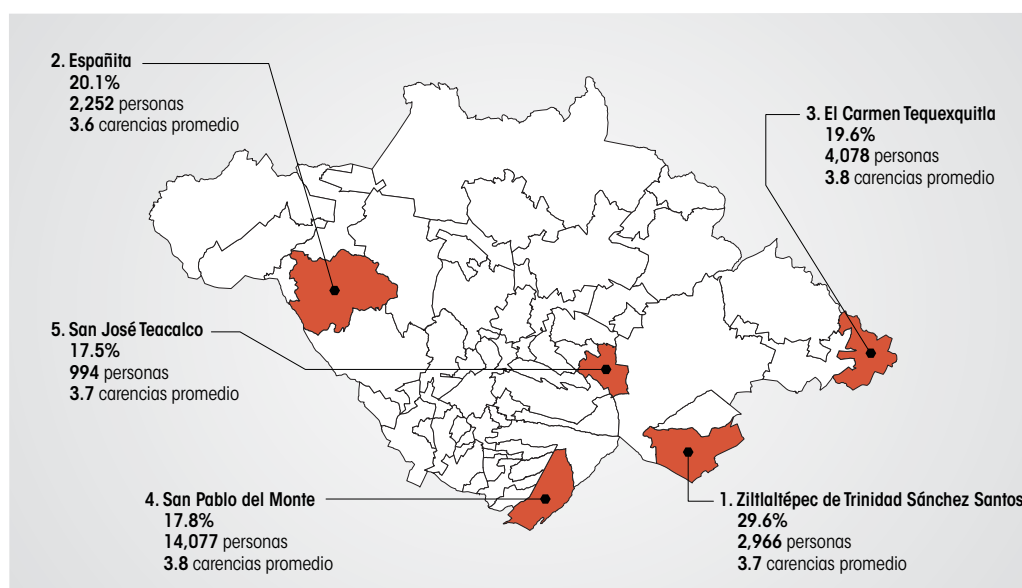 2. Españita
20.1%
2,252 personas
3.6 carencias promedio
3. El Carmen Tequexquitla
19.6%
4,078 personas
3.8 carencias promedio
5. San José Teacalco
17.5%
994 personas
3.7 carencias promedio
4. San Pablo del Monte
17.8%
14,077 personas
3.8 carencias promedio
1. Ziltlaltépec de Trinidad Sánchez Santos
29.6%
2,966 personas
3.7 carencias promedio